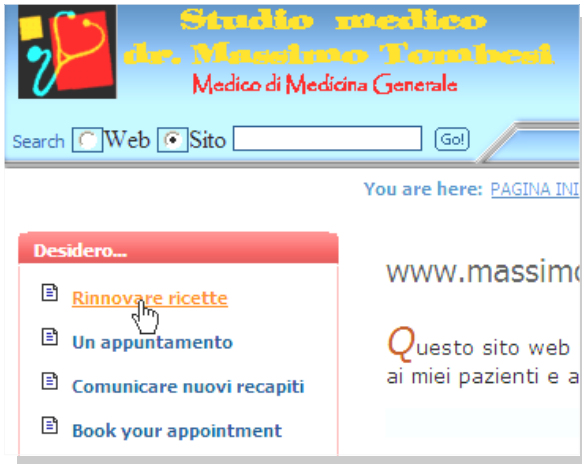 Studio medico
dr. Massimo Tombesi
Medico di Medicina Generale
Search Web Sito Go!
You are here: PAGINA INI
Desidero...
Rinnovare ricette
Un appuntamento
Comunicare nuovi recapiti
Book your appointment
www.massimo
Questo sito web
ai miei pazienti e a